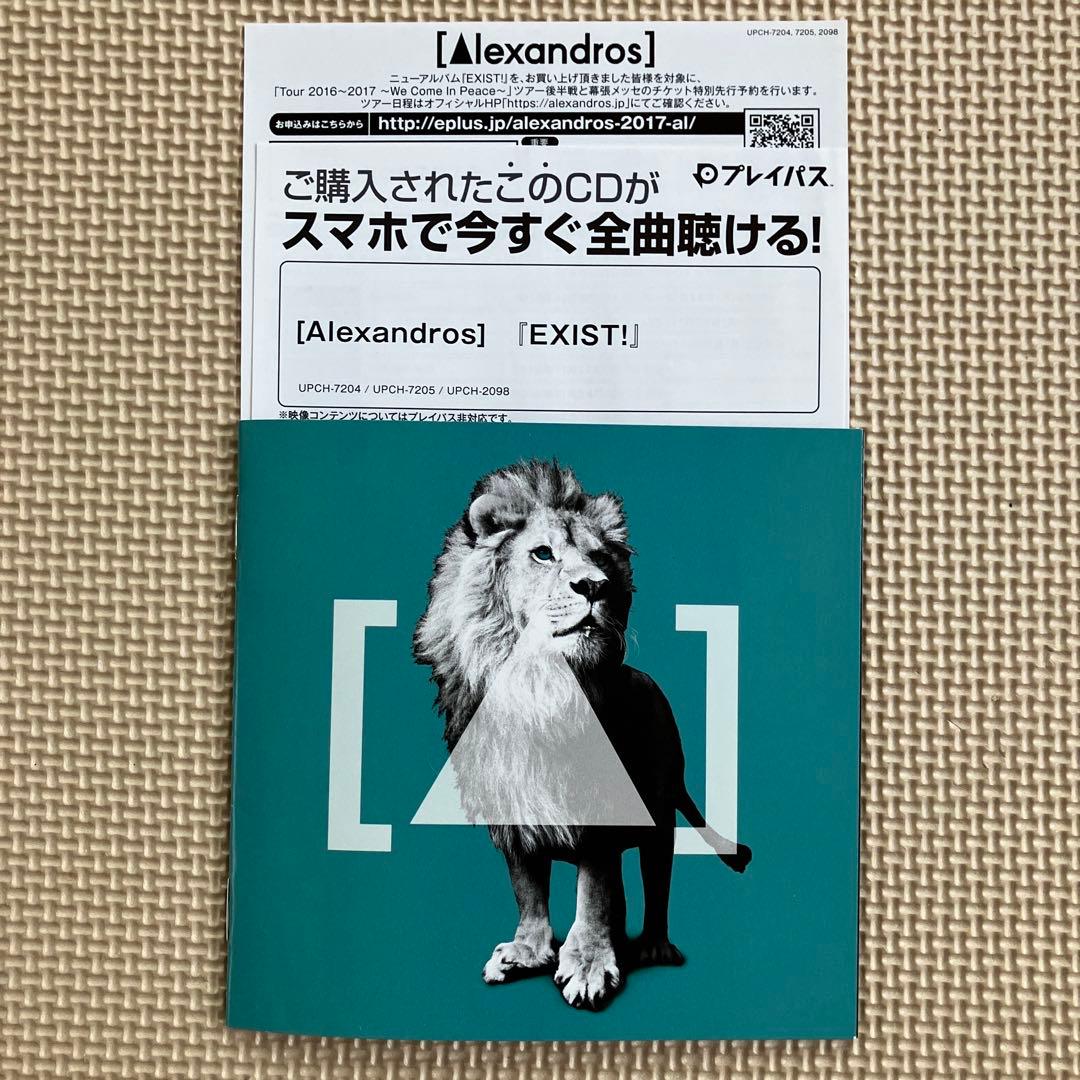 UPCH-7204, 7205, 2098
[Alexandros]
ニューアルバム『EXIST!』を、お買い上げ頂きました皆様を対象に、
「Tour 2016～2017 ～We Come In Peace～」ツアー後半戦と幕張メッセのチケット特別先行予約を行います。
ツアー日程はオフィシャルHP「https://alexandros.jp」にてご確認ください。
お申込みはこちらから http://eplus.jp/alexandros-2017-al/
重要
プレイパス
ご購入されたこのCDが
スマホで今すぐ全曲聴ける!
[Alexandros] 『EXIST!』
UPCH-7204 / UPCH-7205 / UPCH-2098
※映像コンテンツについてはプレイパス非対応です。
[▲]